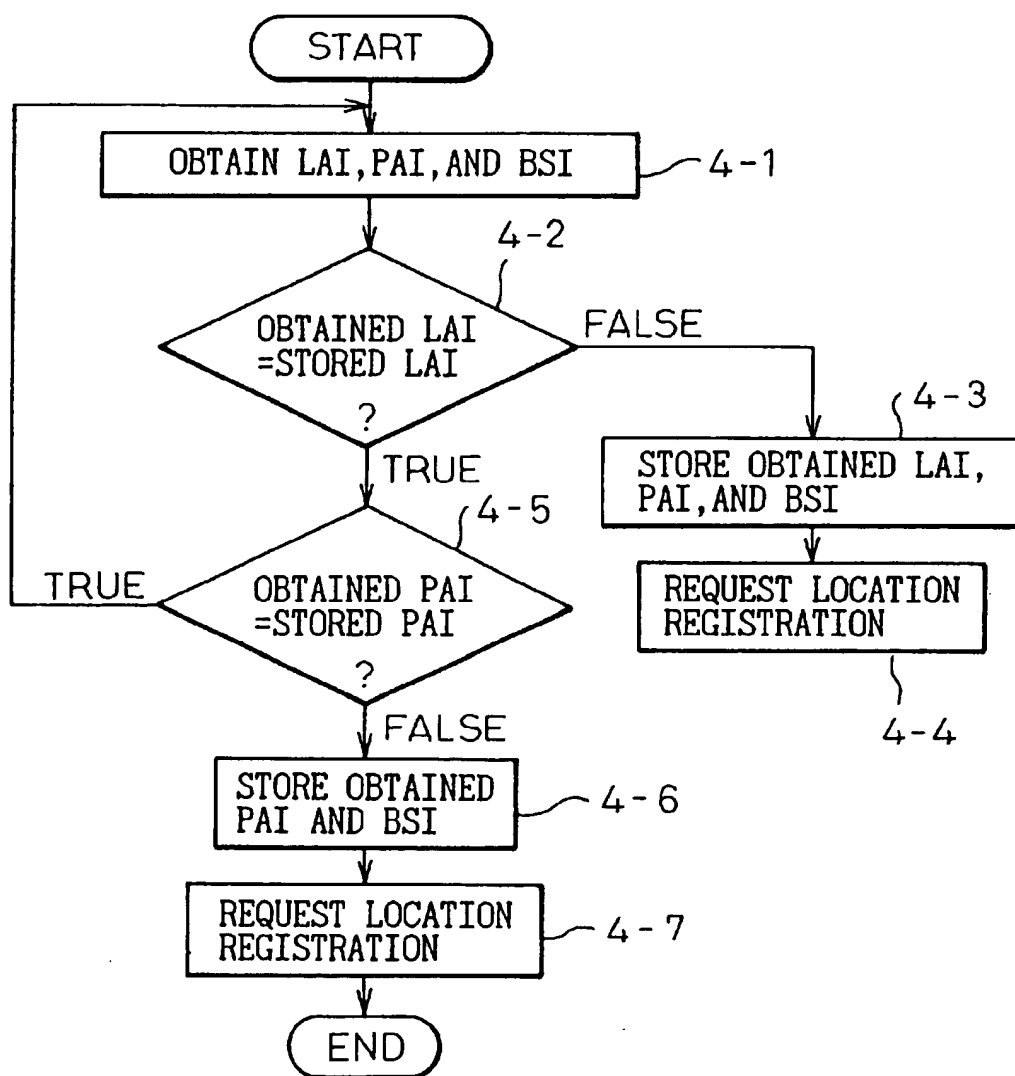 START
OBTAIN LAI,PAI,AND BSI
4-1
4-2
OBTAINED LAI
=STORED LAI
?
FALSE
TRUE
4-3
STORE OBTAINED LAI,
PAI,AND BSI
REQUEST LOCATION
REGISTRATION
4-4
4-5
OBTAINED PAI
=STORED PAI
?
TRUE
FALSE
STORE OBTAINED
PAI AND BSI
4-6
REQUEST LOCATION
REGISTRATION
4-7
END